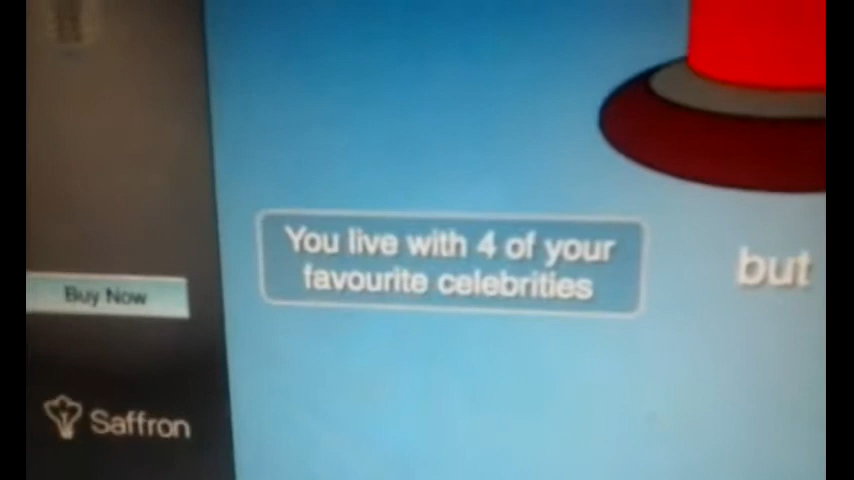 You live with 4 of your
favourite celebrities
but
Buy Now
Saffron